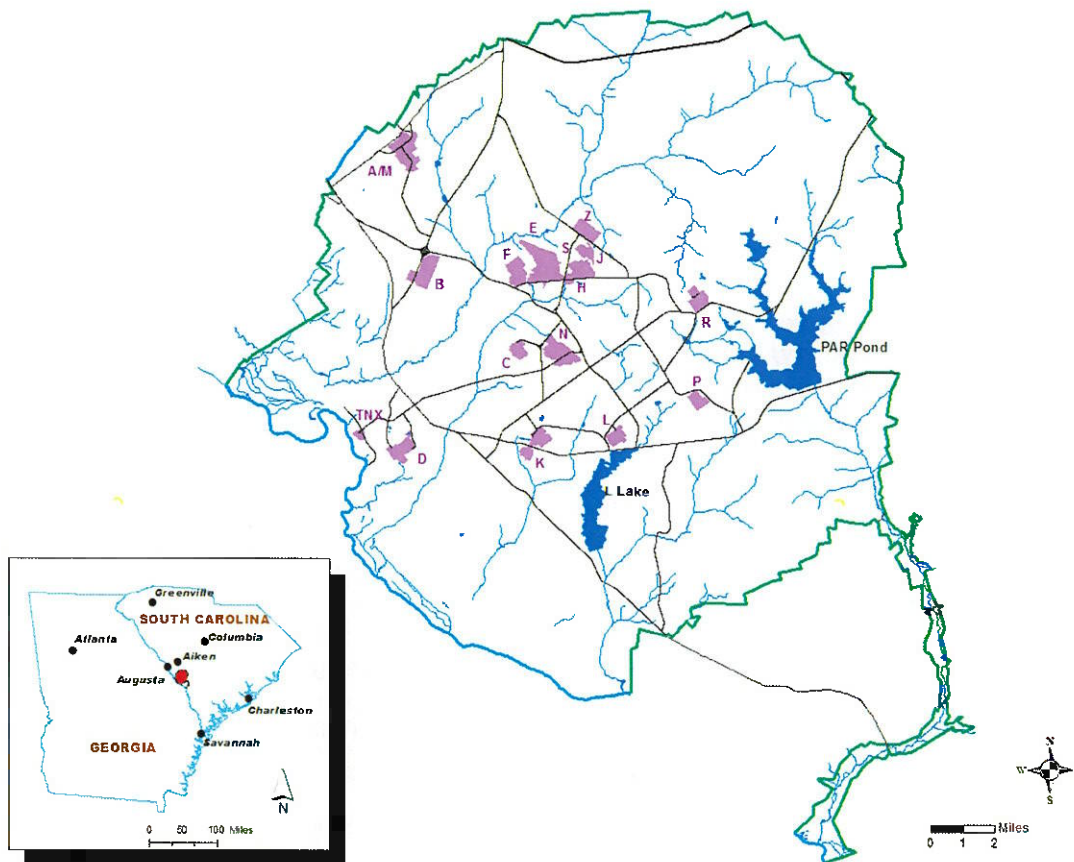 A/M
Z
E
S
F
J
B
H
R
N
C
PAR Pond
P
TNX
L
D
K
L Lake
Greenville
SOUTH CAROLINA
Atlanta
Columbia
Aiken
Augusta
Charleston
Savannah
GEORGIA
N
0 50 100 Miles
N
W E
S
Miles
0 1 2